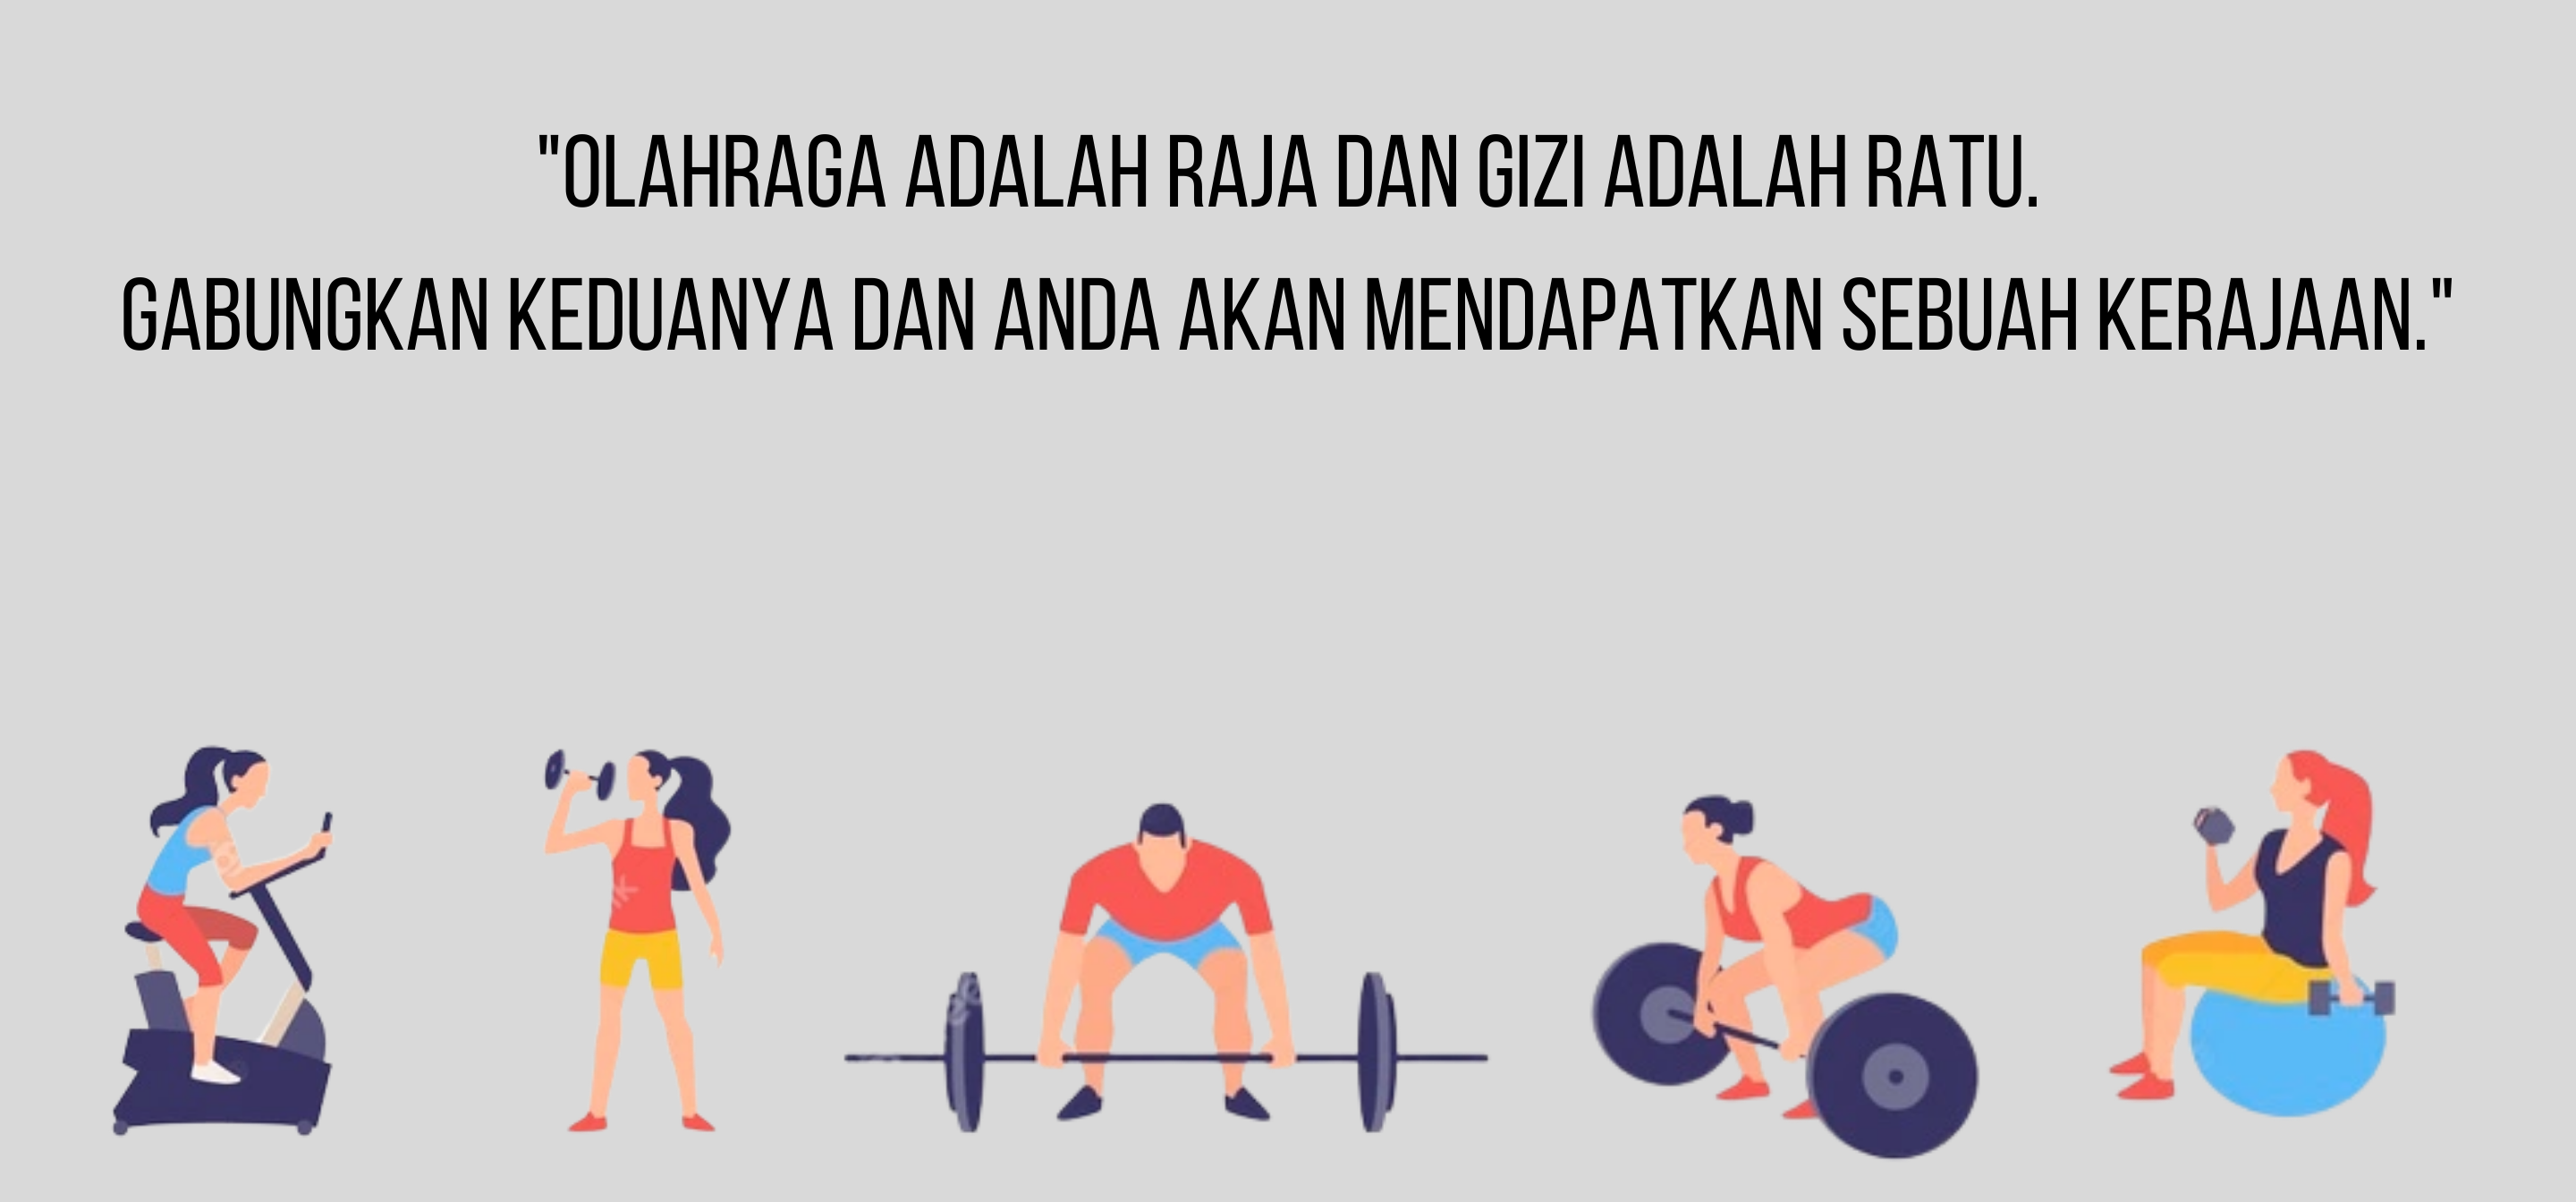 "OLAHRAGA ADALAH RAJA DAN GIZI ADALAH RATU.
GABUNGKAN KEDUANYA DAN ANDA AKAN MENDAPATKAN SEBUAH KERAJAAN."